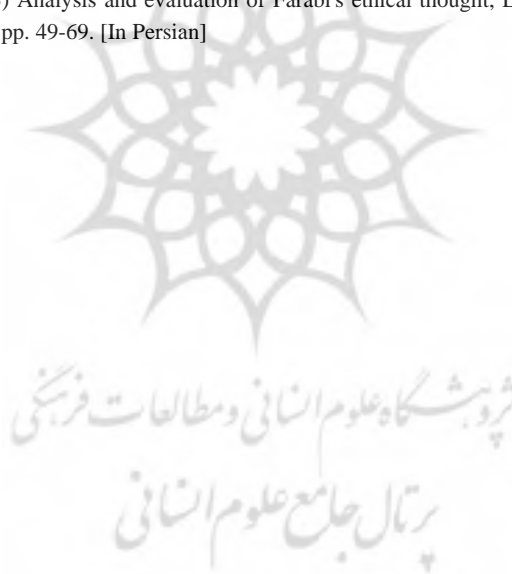 ) Analysis and evaluation of Farabi's ethical thought,
pp. 49-69. [In Persian]
پژوهشگاه علوم انسانی و مطالعات فرهنگی
پرتال جامع علوم انسانی